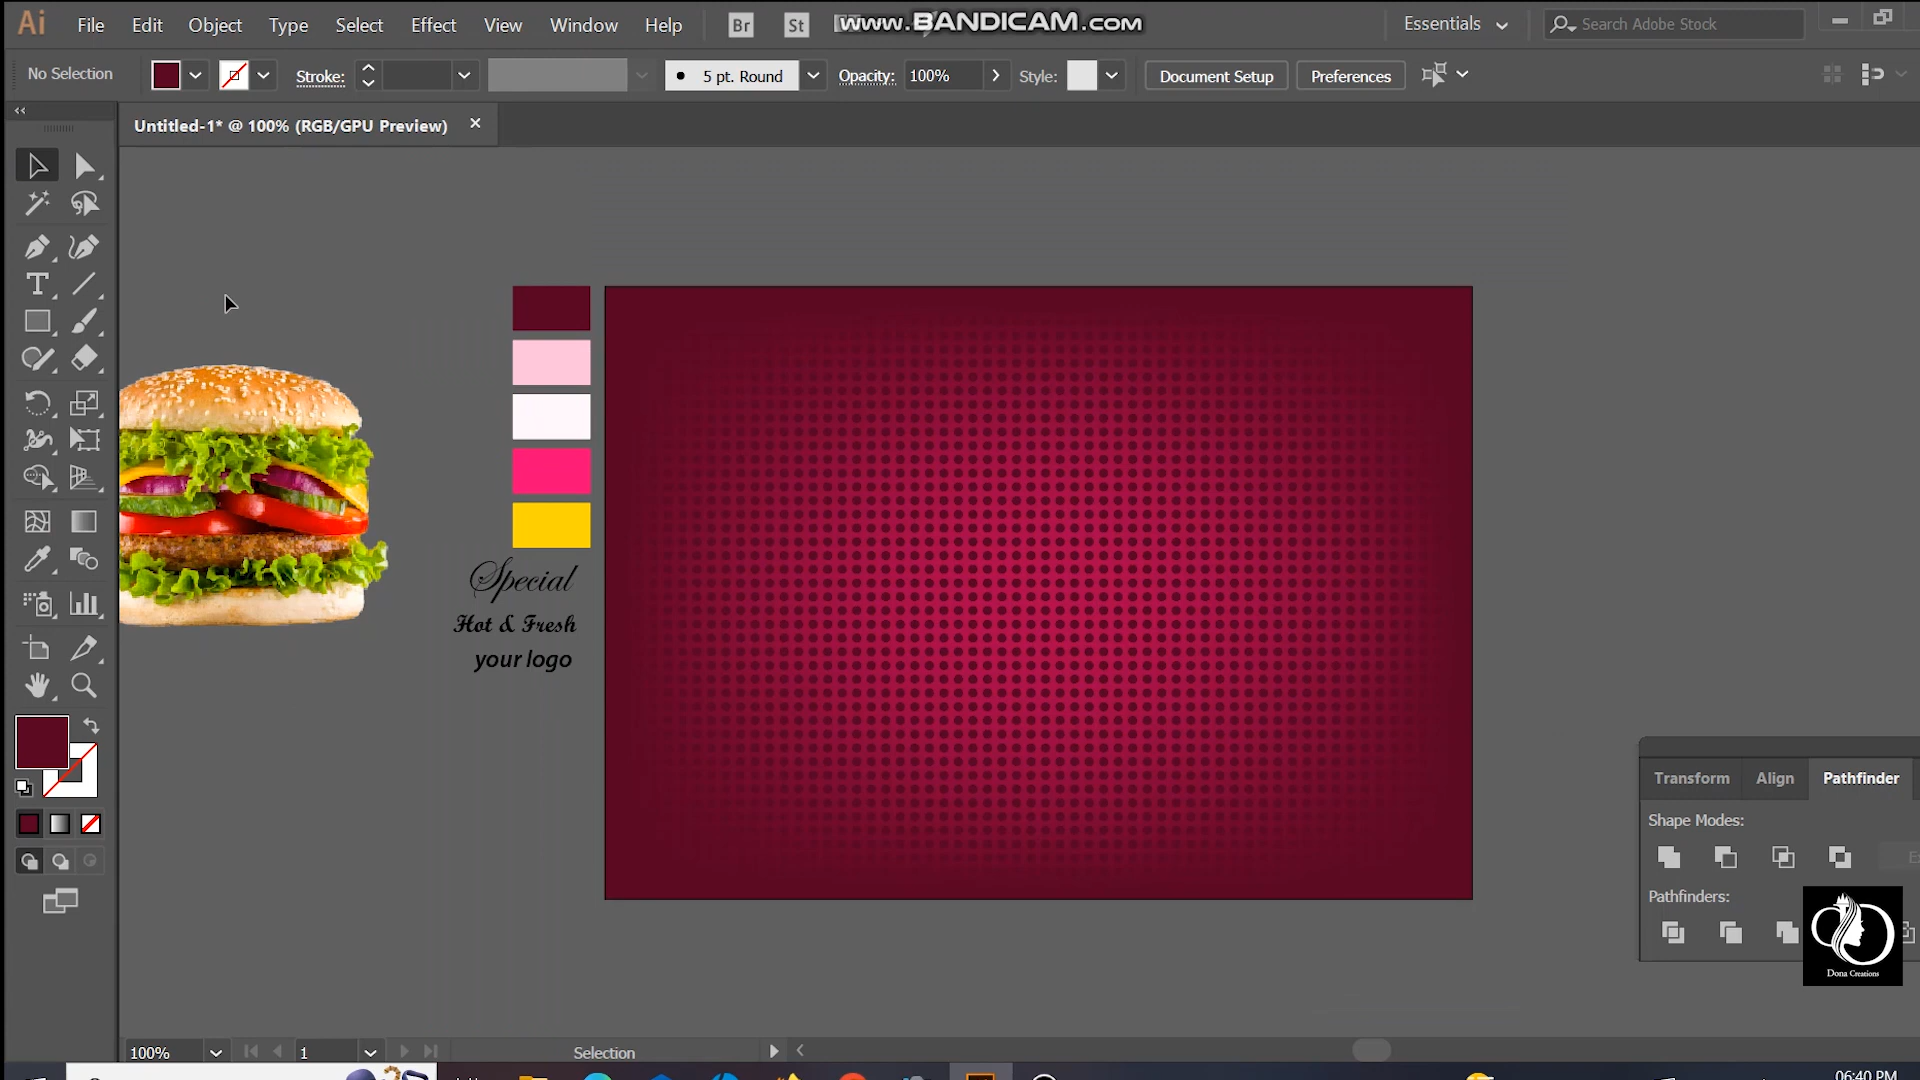 Ai File Edit Object Type Select Effect View Window Help Br St www.BANDICAM.com Essentials Search Adobe Stock
No Selection Stroke: 5 pt. Round Opacity: 100% Style: Document Setup Preferences
Untitled-1* @ 100% (RGB/GPU Preview)
Special
Hot & Fresh
your logo
Transform Align Pathfinder
Shape Modes:
Pathfinders:
Dona Creations
100% 1 Selection
06:40 PM